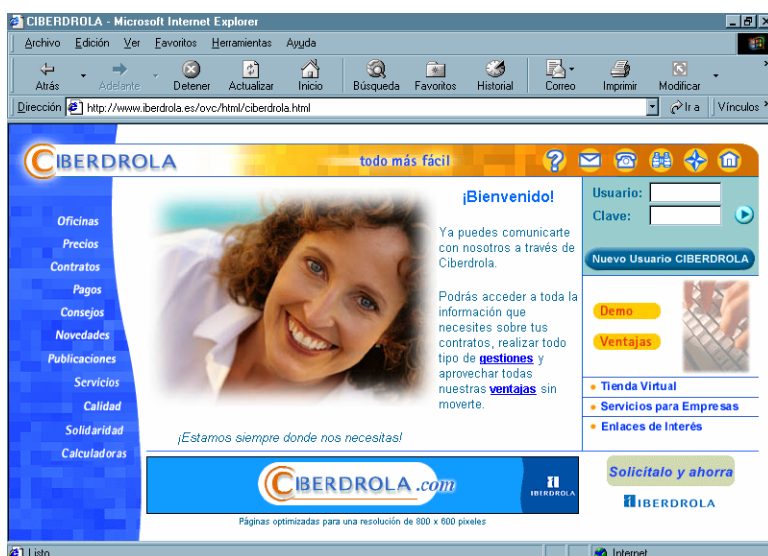 CIBERDROLA - Microsoft Internet Explorer
Archivo Edición Ver Favoritos Herramientas Ayuda
Atrás Adelante Detener Actualizar Inicio Búsqueda Favoritos Historial Correo Imprimir Modificar
Dirección http://www.iberdrola.es/ovc/html/ciberdrola.html Ir a Vínculos
CIBERDROLA todo más fácil
Oficinas
Precios
Contratos
Pagos
Consejos
Novedades
Publicaciones
Servicios
Calidad
Solidaridad
Calculadoras
¡Bienvenido!
Ya puedes comunicarte
con nosotros a través de
Ciberdrola.
Podrás acceder a toda la
información que
necesites sobre tus
contratos, realizar todo
tipo de gestiones y
aprovechar todas
nuestras ventajas sin
moverte.
¡Estamos siempre donde nos necesitas!
Usuario:
Clave:
Nuevo Usuario CIBERDROLA
Demo
Ventajas
Tienda Virtual
Servicios para Empresas
Enlaces de Interés
CIBERDROLA.com
IBERDROLA
Solicítalo y ahorra
IBERDROLA
Páginas optimizadas para una resolución de 800 x 600 pixeles
Listo Internet